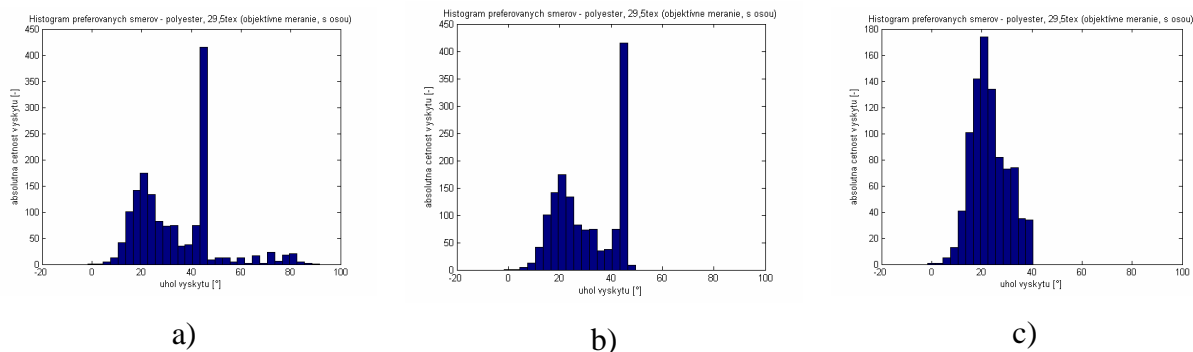 Histogram preferovanych smerov - polyester, 29,5tex (objektívne meranie, s osou)
absolutna cetnost vyskytu [-]
450
400
350
300
250
200
150
100
50
0
-20 0 20 40 60 80 100
uhol vyskytu [°]
a)
Histogram preferovanych smerov - polyester, 29,5tex (objektívne meranie, s osou)
absolutna cetnost vyskytu [-]
450
400
350
300
250
200
150
100
50
0
-20 0 20 40 60 80 100
uhol vyskytu [°]
b)
Histogram preferovanych smerov - polyester, 29,5tex (objektívne meranie, s osou)
absolutna cetnost vyskytu [-]
180
160
140
120
100
80
60
40
20
0
-20 0 20 40 60 80 100
uhol vyskytu [°]
c)